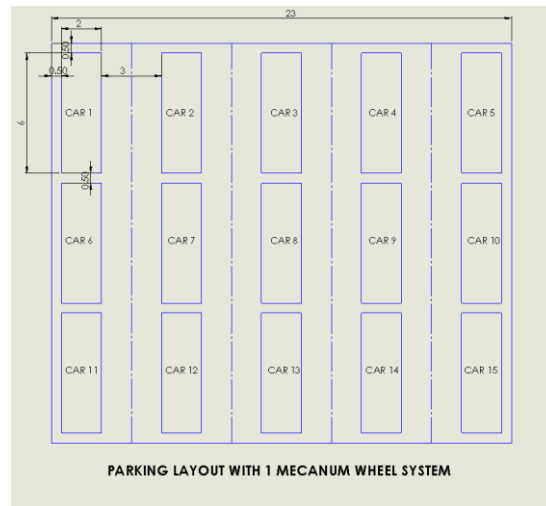 23
2
0.50
0.50
3
6
CAR 1
CAR 2
CAR 3
CAR 4
CAR 5
0.50
CAR 6
CAR 7
CAR 8
CAR 9
CAR 10
CAR 11
CAR 12
CAR 13
CAR 14
CAR 15
PARKING LAYOUT WITH 1 MECANUM WHEEL SYSTEM